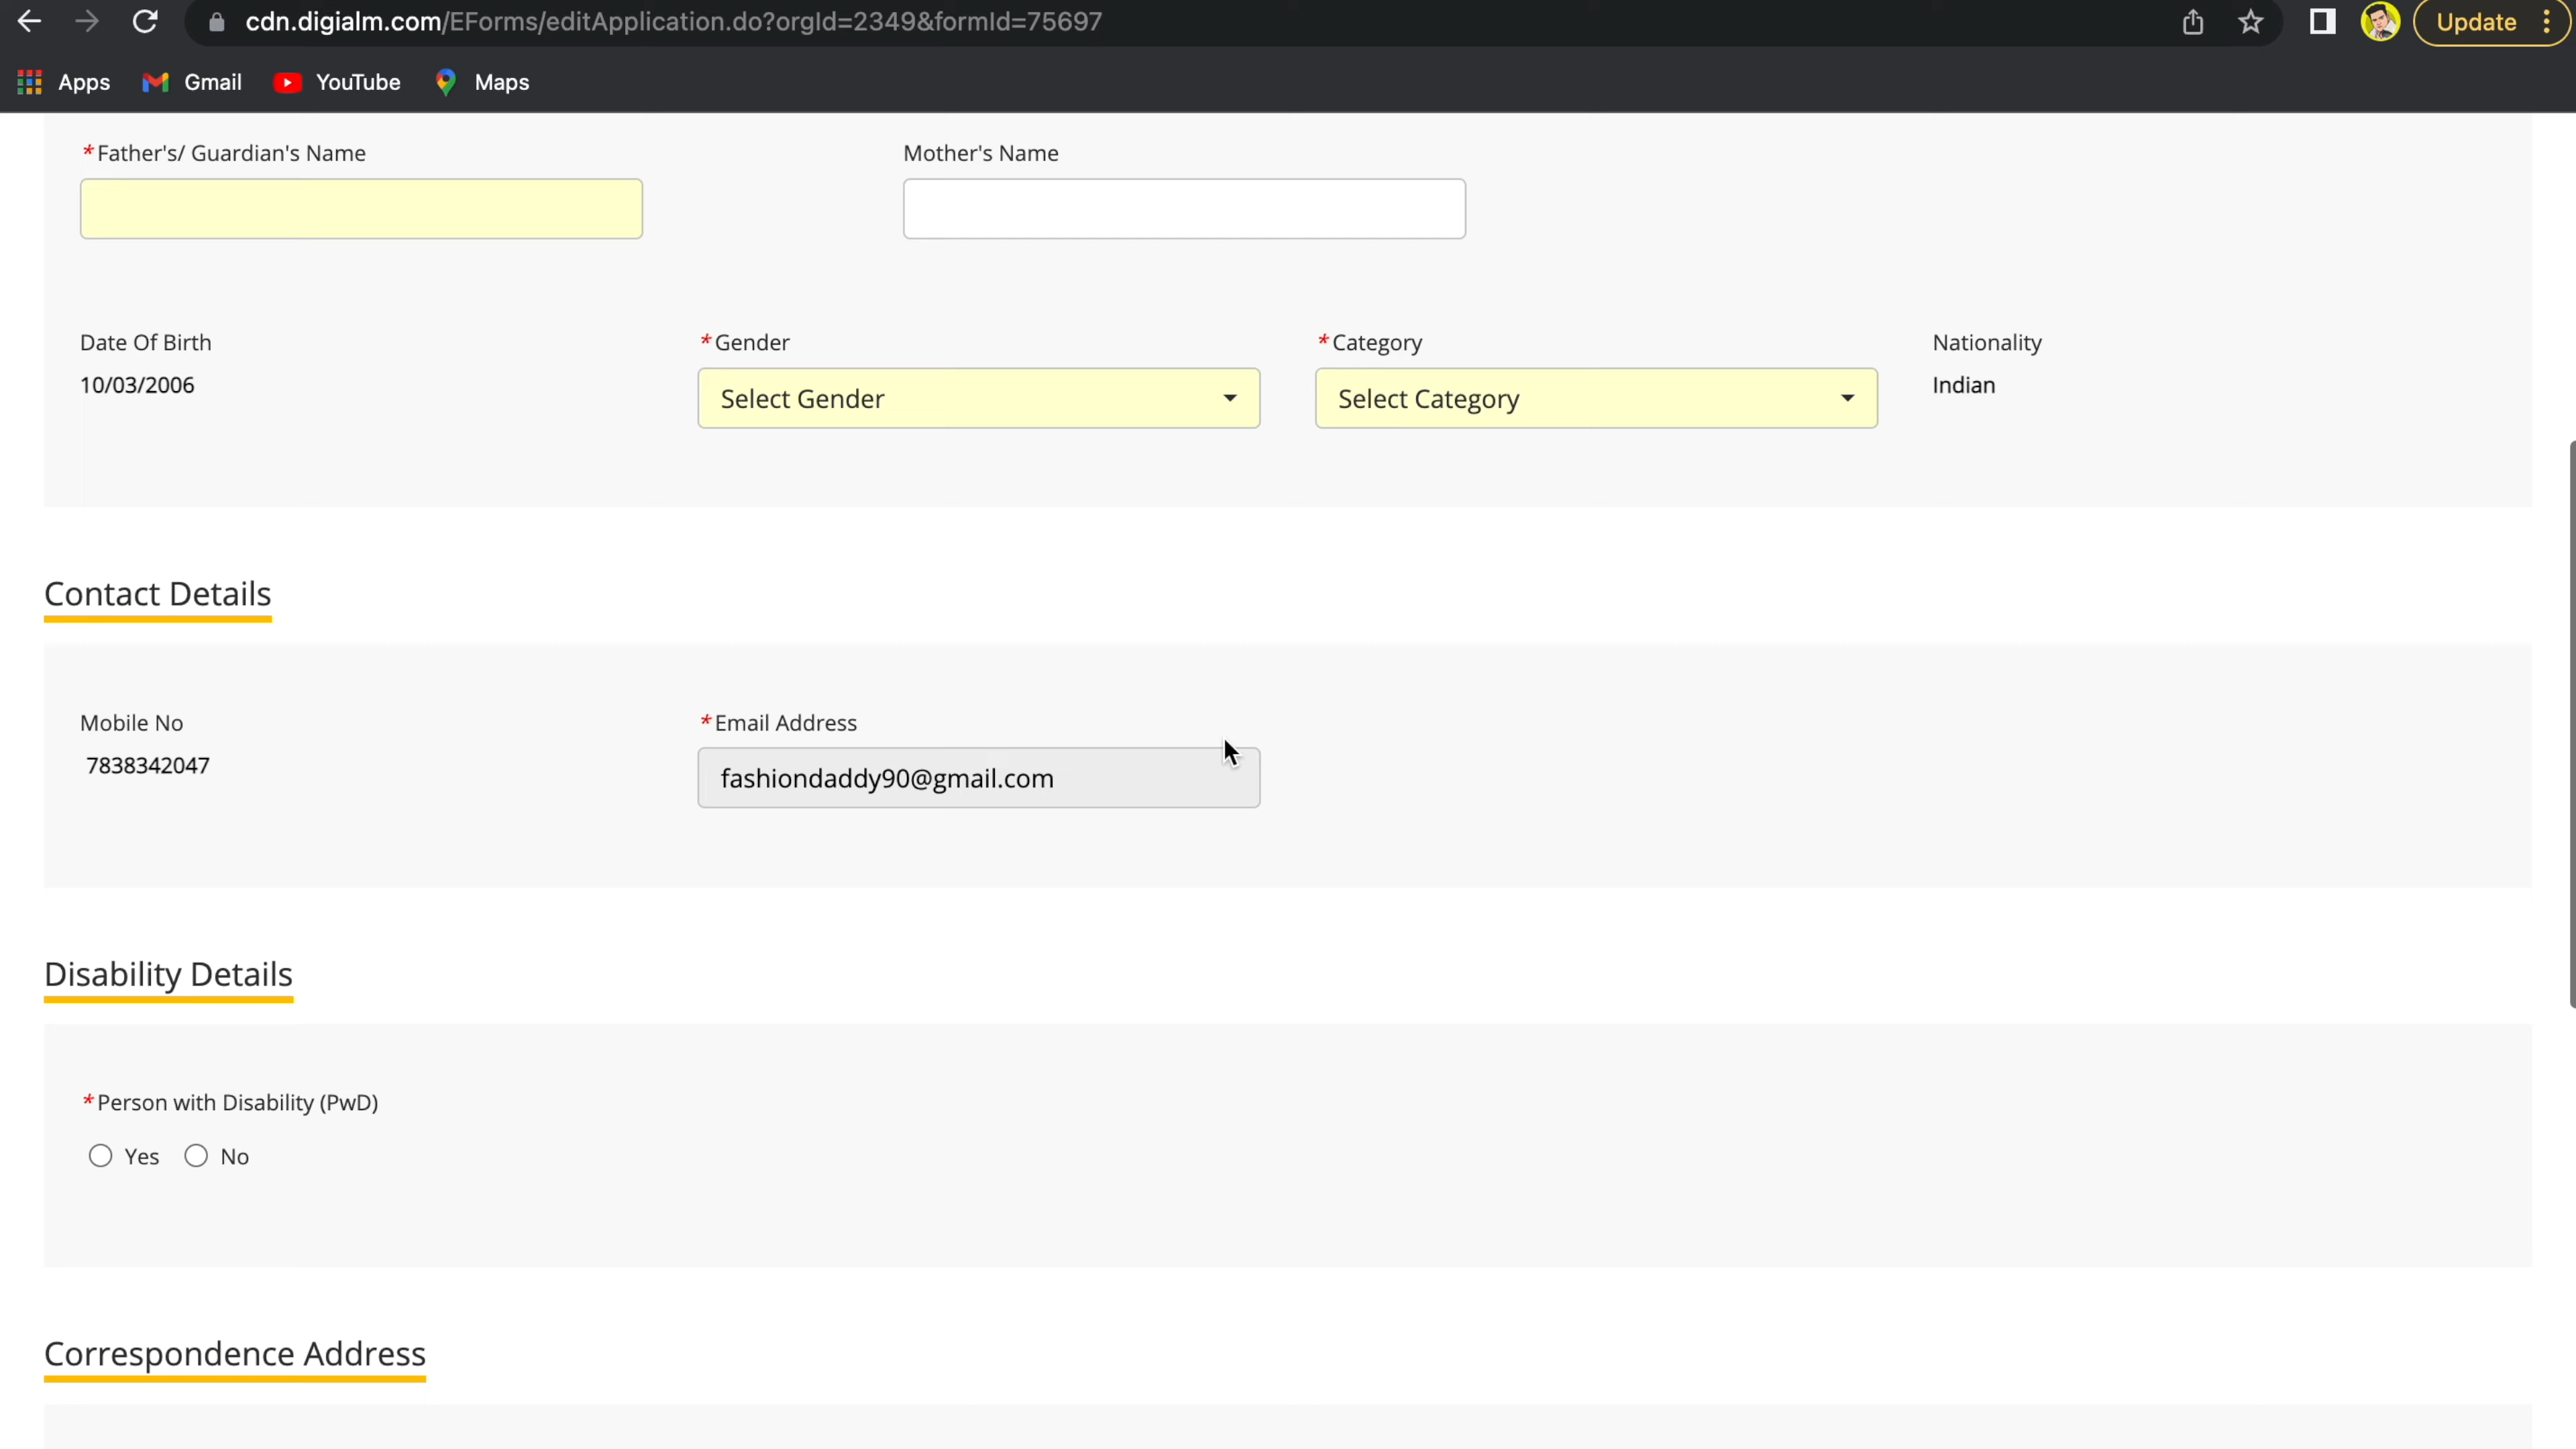 cdn.digialm.com/EForms/editApplication.do?orgId=2349&formId=75697
Update
Apps Gmail YouTube Maps
*Father's/ Guardian's Name Mother's Name
Date Of Birth *Gender *Category Nationality
10/03/2006 Select Gender Select Category Indian
Contact Details
Mobile No *Email Address
7838342047 fashiondaddy90@gmail.com
Disability Details
*Person with Disability (PwD)
Yes No
Correspondence Address